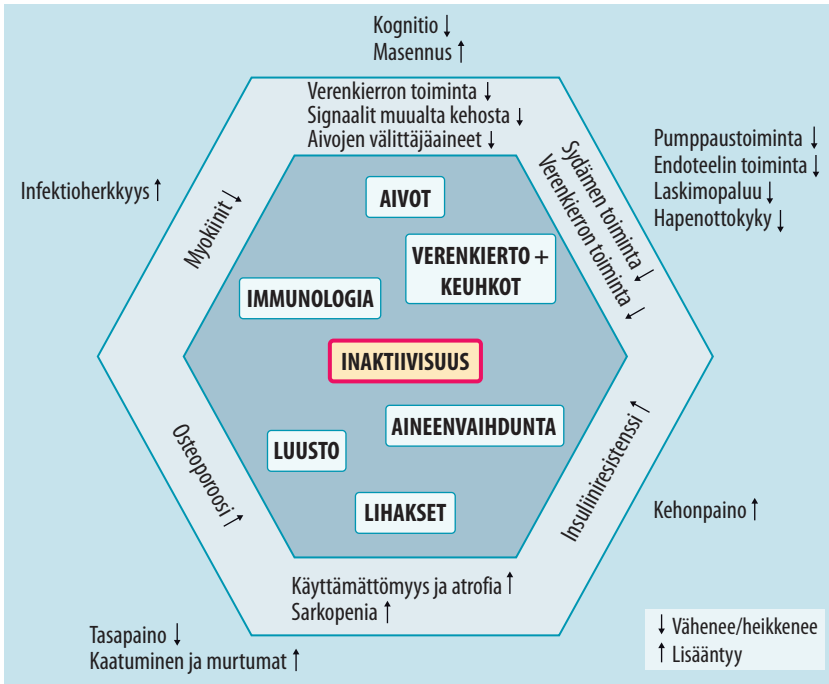 Kognitio ↓
Masennus ↑
Verenkierron toiminta ↓
Signaalit muualta kehosta ↓
Aivojen välittäjäaineet ↓
Sydämen toiminta ↓
Verenkierron toiminta ↓
Pumppaustoiminta ↓
Endoteelin toiminta ↓
Laskimopaluu ↓
Hapenottokyky ↓
Infektioherkkyys ↑
Myokiinit ↓
AIVOT
VERENKIERTO +
KEUHKOT
IMMUNOLOGIA
INAKTIIVISUUS
AINEENVAIHDUNTA
LUUSTO
LIHAKSET
Osteoporoosi ↑
Insuliiniresistenssi ↑
Kehonpaino ↑
Käyttämättömyys ja atrofia ↑
Sarkopenia ↑
Tasapaino ↓
Kaatuminen ja murtumat ↑
↓ Vähenee/heikkenee
↑ Lisääntyy